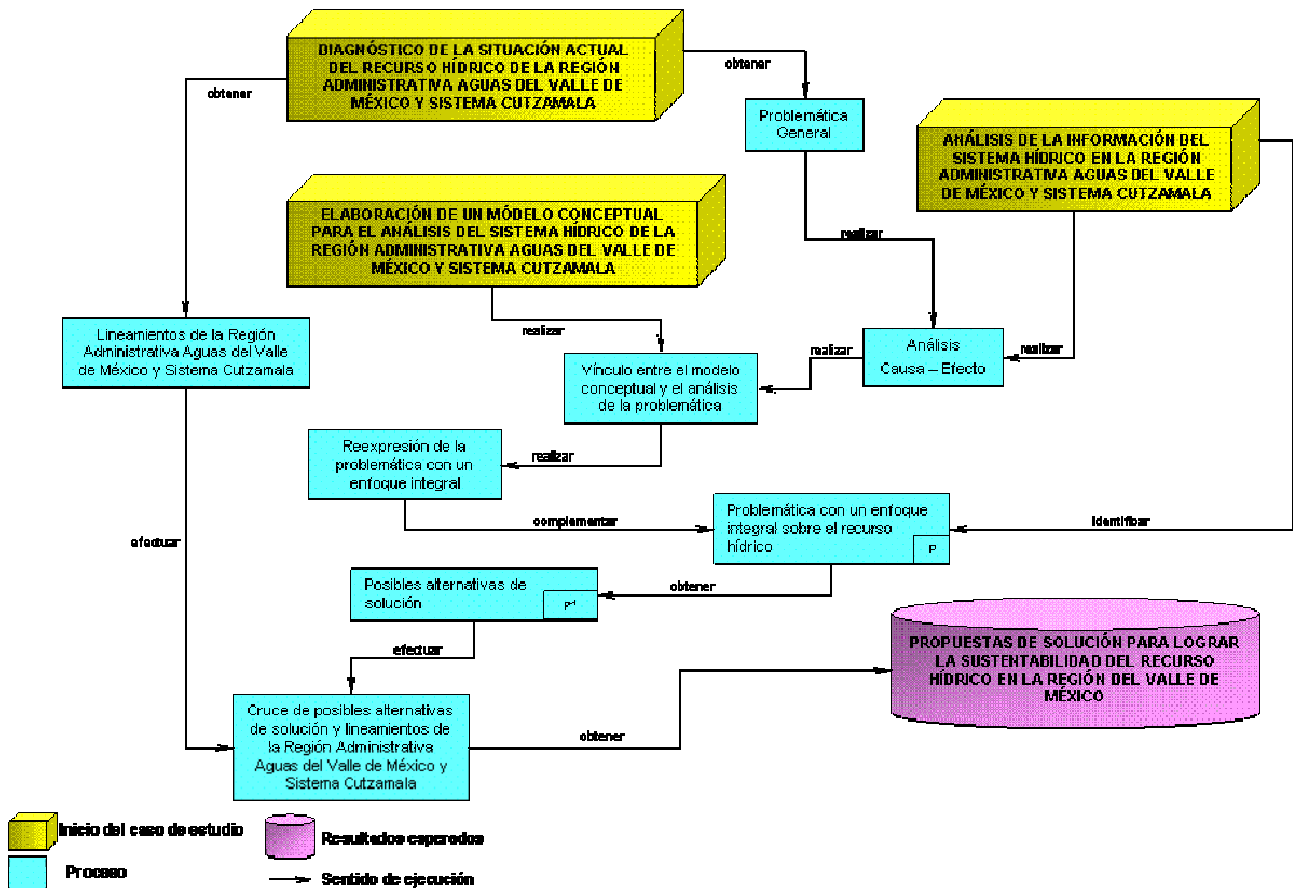 DIAGNÓSTICO DE LA SITUACIÓN ACTUAL
DEL RECURSO HÍDRICO DE LA REGIÓN
ADMINISTRATIVA AGUAS DEL VALLE DE
MÉXICO Y SISTEMA CUTZAMALA
obtener
obtener
Problemática
General
ANÁLISIS DE LA INFORMACIÓN DEL
SISTEMA HÍDRICO EN LA REGIÓN
ADMINISTRATIVA AGUAS DEL VALLE
DE MÉXICO Y SISTEMA CUTZAMALA
ELABORACIÓN DE UN MÓDELO CONCEPTUAL
PARA EL ANÁLISIS DEL SISTEMA HÍDRICO DE LA
REGIÓN ADMINISTRATIVA AGUAS DEL VALLE DE
MÉXICO Y SISTEMA CUTZAMALA
realizar
Lineamientos de la Región
Administrativa Aguas del Valle
de México y Sistema Cutzamala
realizar
Vínculo entre el modelo
conceptual y el análisis
de la problemática
realizar
Análisis
Causa – Efecto
realizar
Reexpresión de la
problemática con un
enfoque integral
realizar
complementar
Problemática con un enfoque
integral sobre el recurso
hídrico
P
identificar
efectuar
Posibles alternativas de
solución
P-1
obtener
efectuar
PROPUESTAS DE SOLUCIÓN PARA LOGRAR
LA SUSTENTABILIDAD DEL RECURSO
HÍDRICO EN LA REGIÓN DEL VALLE DE
MÉXICO
Cruce de posibles alternativas
de solución y lineamientos de
la Región Administrativa
Aguas del Valle de México y
Sistema Cutzamala
obtener
Inicio del caso de estudio
Resultados esperados
Proceso
Sentido de ejecución